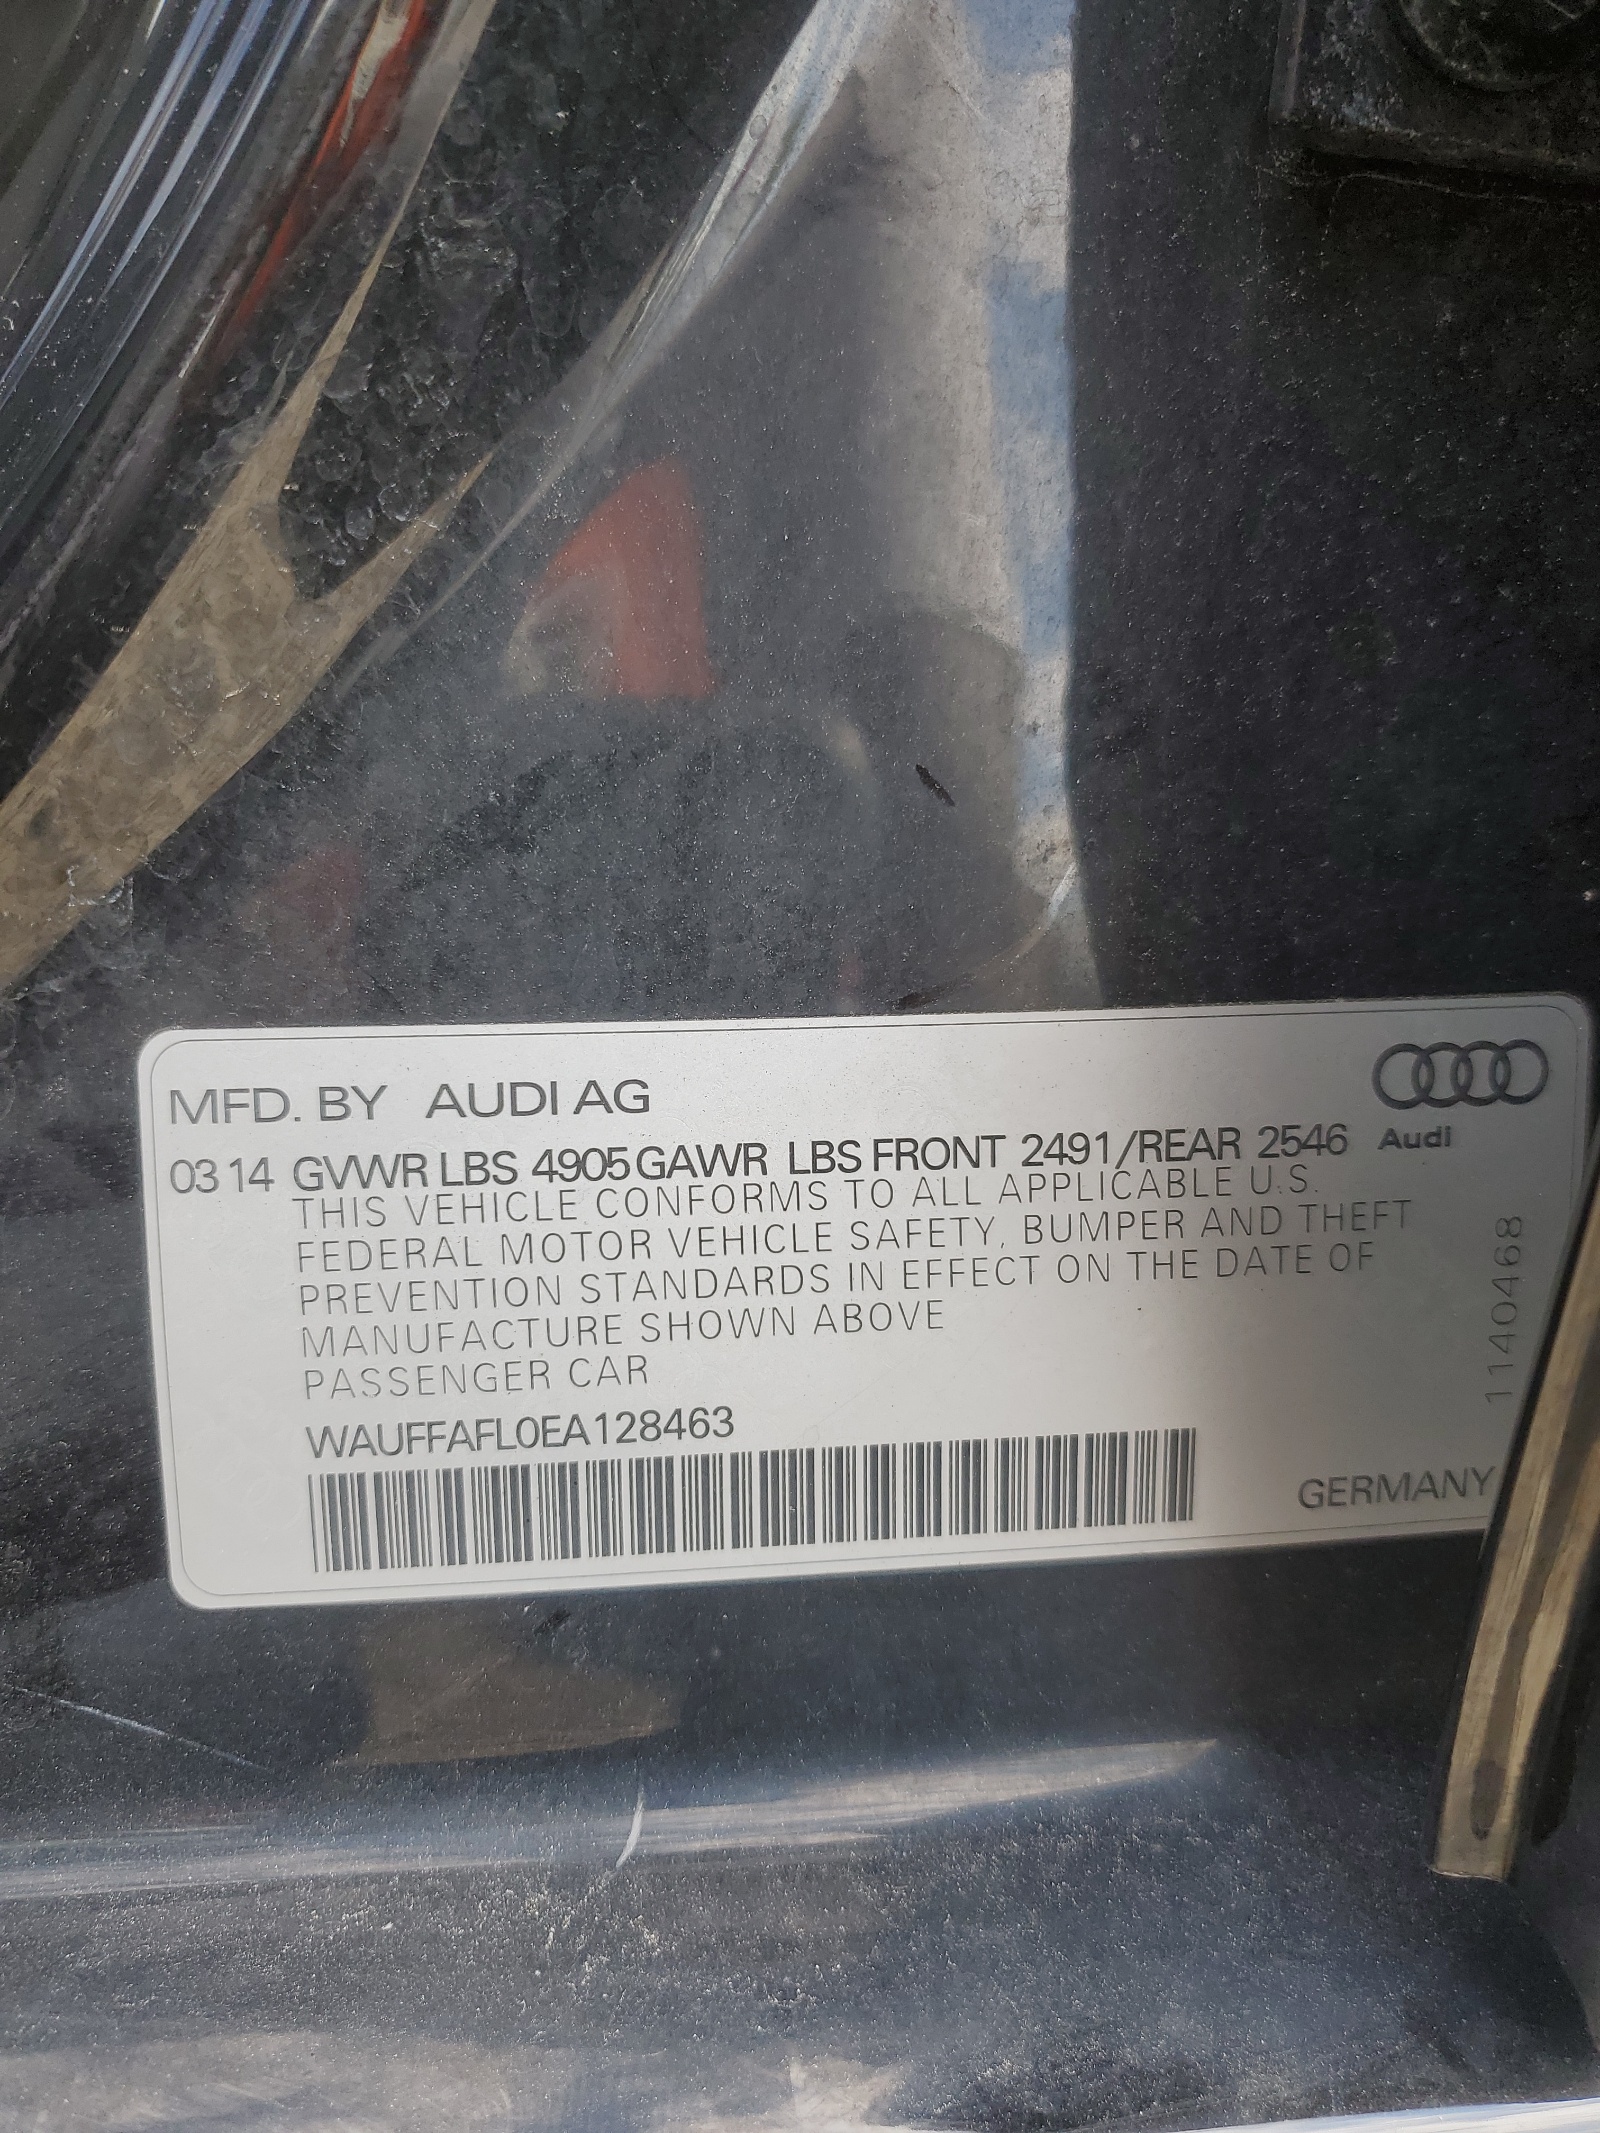 MFD. BY AUDI AG
03 14 GVWR LBS 4905 GAWR LBS FRONT 2491/REAR 2546
Audi
THIS VEHICLE CONFORMS TO ALL APPLICABLE U.S.
FEDERAL MOTOR VEHICLE SAFETY, BUMPER AND THEFT
PREVENTION STANDARDS IN EFFECT ON THE DATE OF
MANUFACTURE SHOWN ABOVE
PASSENGER CAR
WAUFFAFL0EA128463
GERMANY
1140468